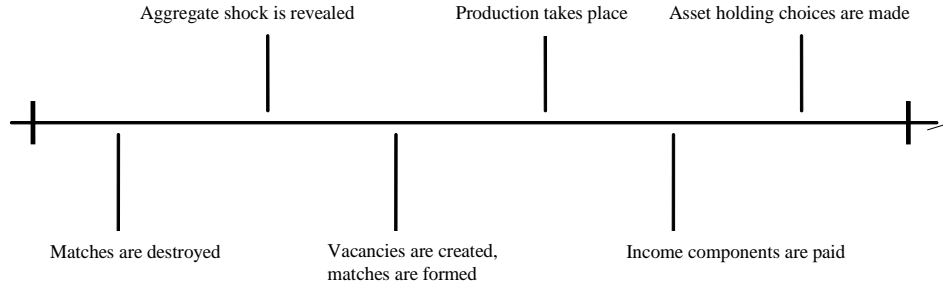 Aggregate shock is revealed
Production takes place
Asset holding choices are made
Matches are destroyed
Vacancies are created,
matches are formed
Income components are paid